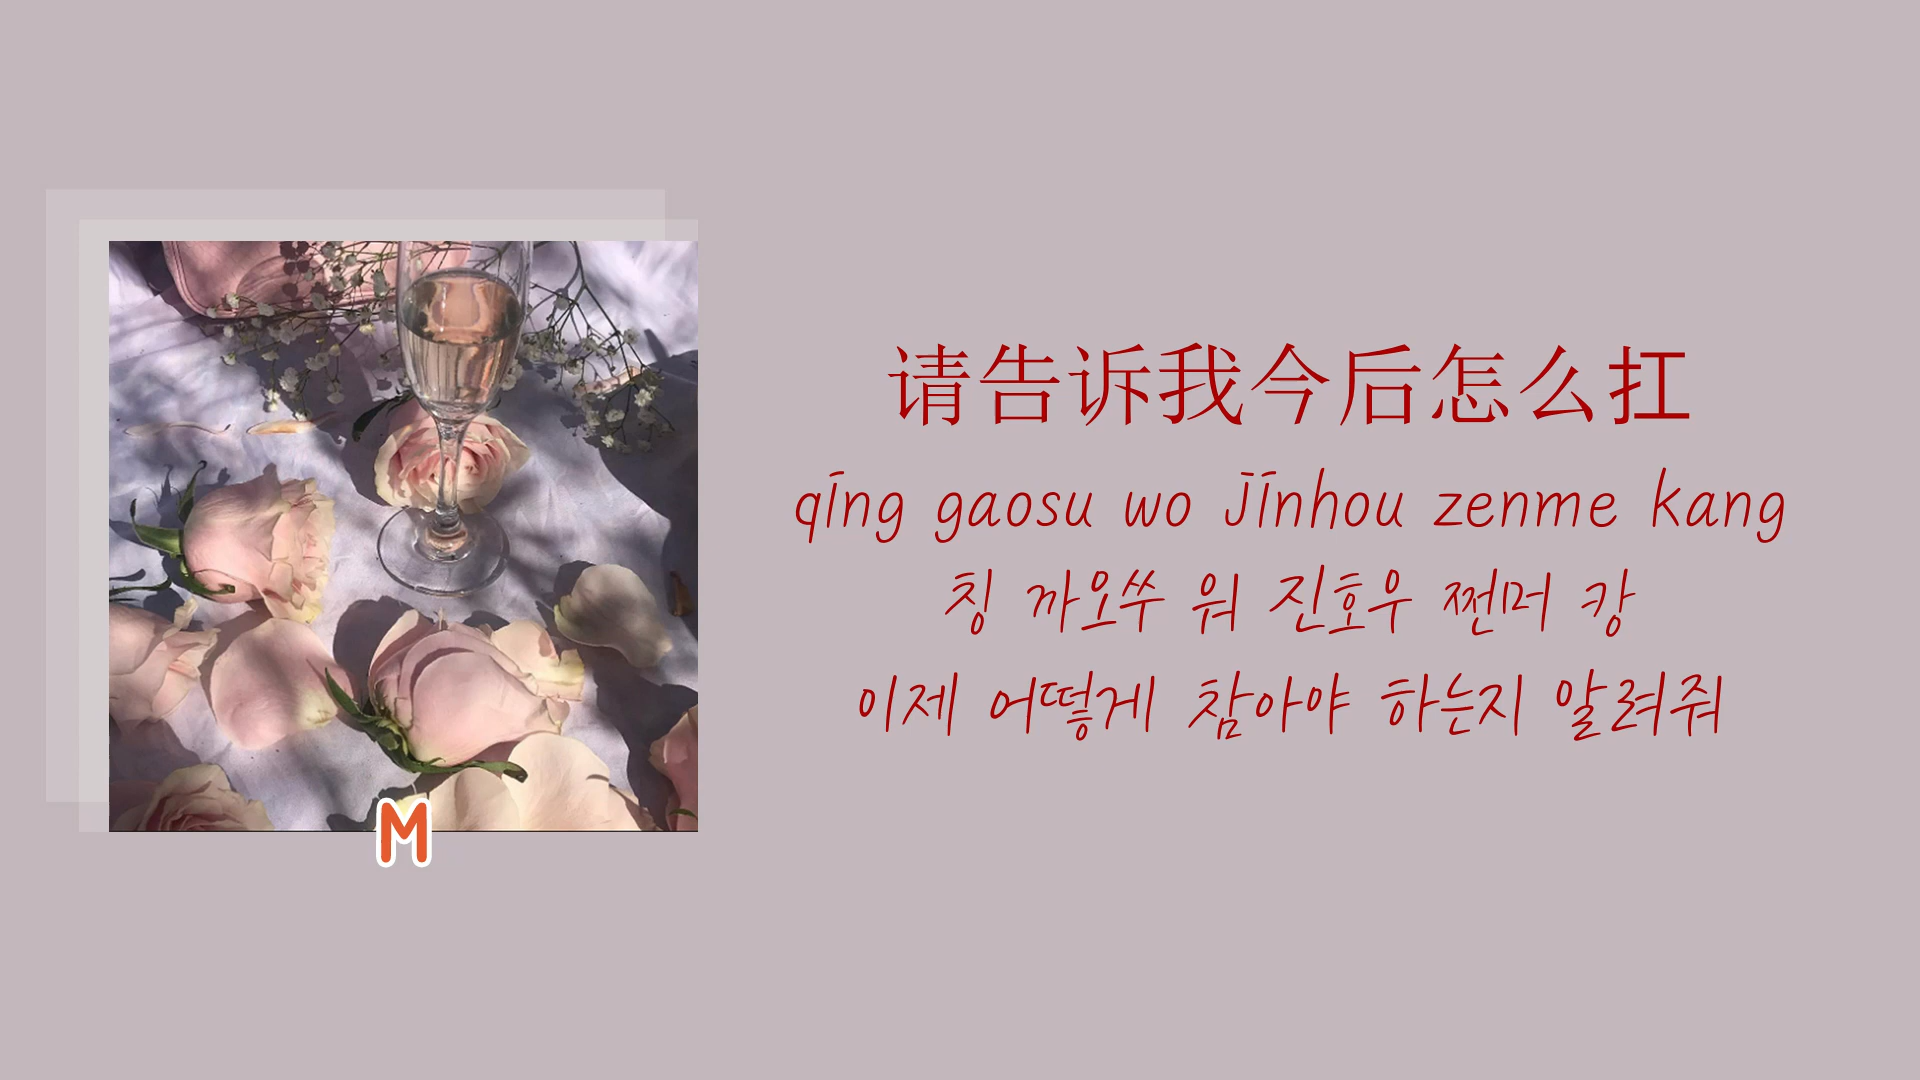 请告诉我今后怎么扛
qīng gaosu wo Jīnhou zenme kang
칭 까오쑤 워 진호우 쩐머 캉
이제 어떻게 참아야 하는지 알려줘
M